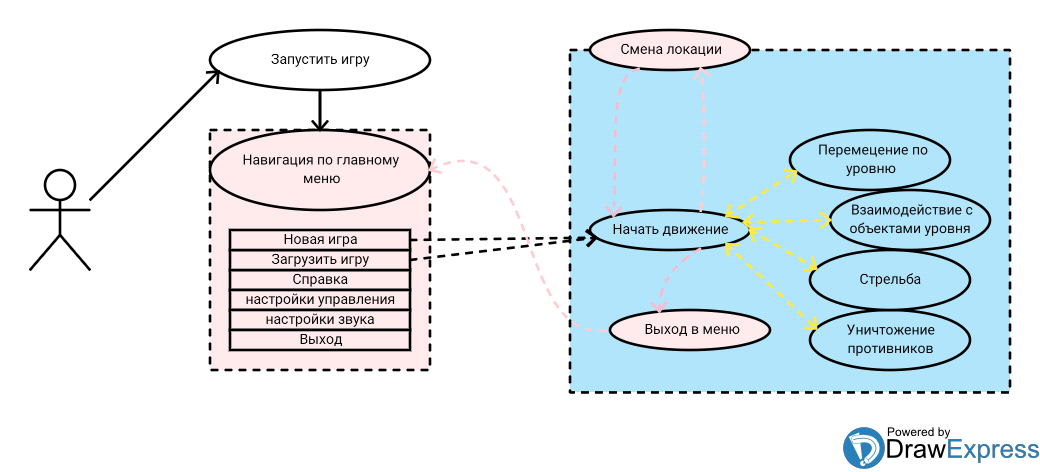 Запустить игру
Навигация по главному
меню
Новая игра
Загрузить игру
Справка
настройки управления
настройки звука
Выход
Смена локации
Перемецение по
уровню
Взаимодействие с
объектами уровня
Начать движение
Стрельба
Выход в меню
Уничтожение
противников
Powered by
DrawExpress